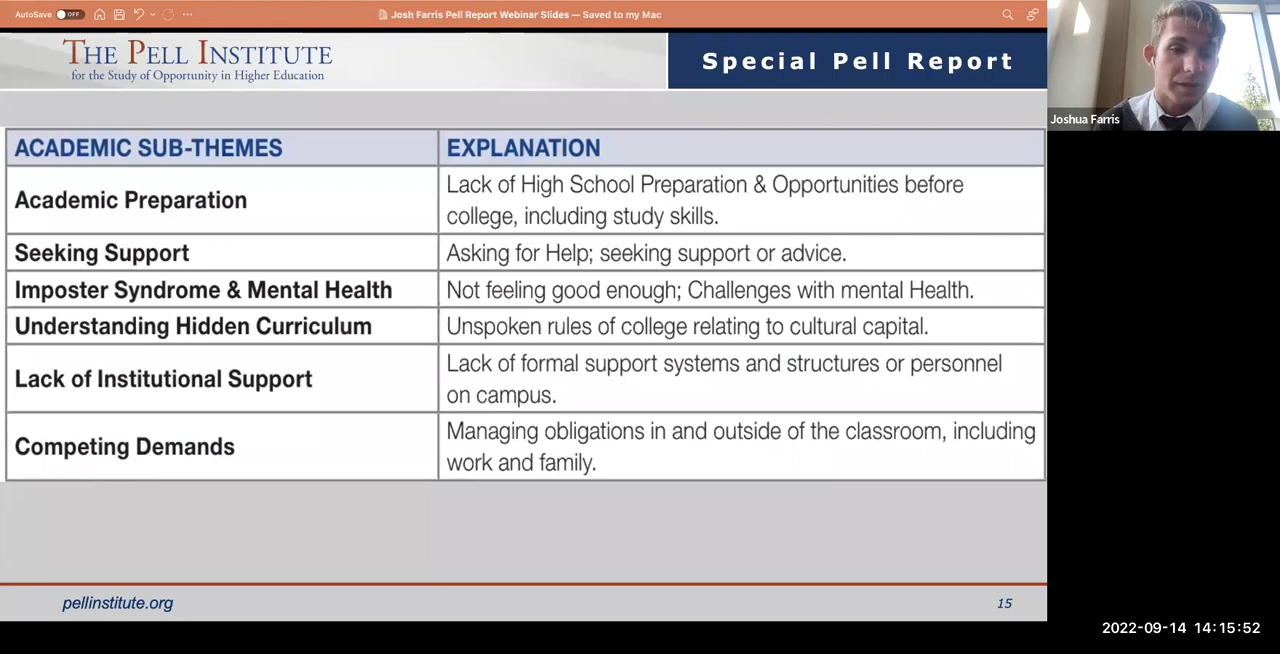 AutoSave OFF
Josh Farris Pell Report Webinar Slides — Saved to my Mac
THE PELL INSTITUTE
for the Study of Opportunity in Higher Education
Special Pell Report
Joshua Farris
ACADEMIC SUB-THEMES EXPLANATION
Academic Preparation
Lack of High School Preparation & Opportunities before
college, including study skills.
Seeking Support
Asking for Help; seeking support or advice.
Imposter Syndrome & Mental Health
Not feeling good enough; Challenges with mental Health.
Understanding Hidden Curriculum
Unspoken rules of college relating to cultural capital.
Lack of Institutional Support
Lack of formal support systems and structures or personnel
on campus.
Competing Demands
Managing obligations in and outside of the classroom, including
work and family.
pellinstitute.org
15
2022-09-14 14:15:52